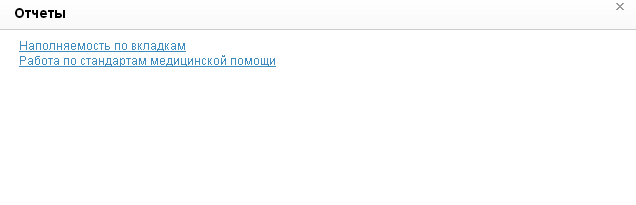 Отчеты
Наполняемость по вкладкам
Работа по стандартам медицинской помощи